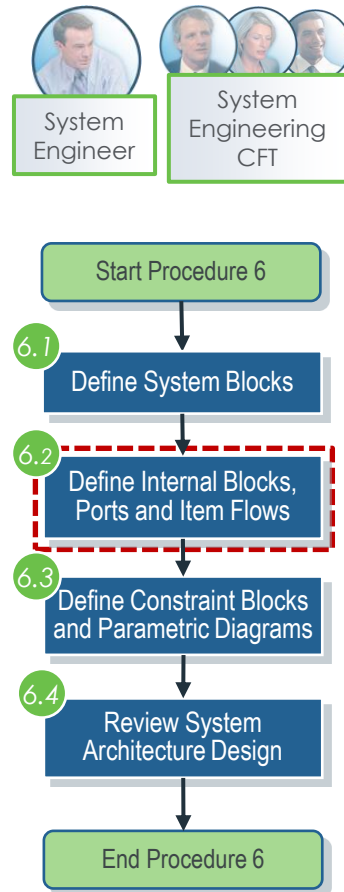 System
Engineer
System
Engineering
CFT
Start Procedure 6
6.1
Define System Blocks
6.2
Define Internal Blocks,
Ports and Item Flows
6.3
Define Constraint Blocks
and Parametric Diagrams
6.4
Review System
Architecture Design
End Procedure 6